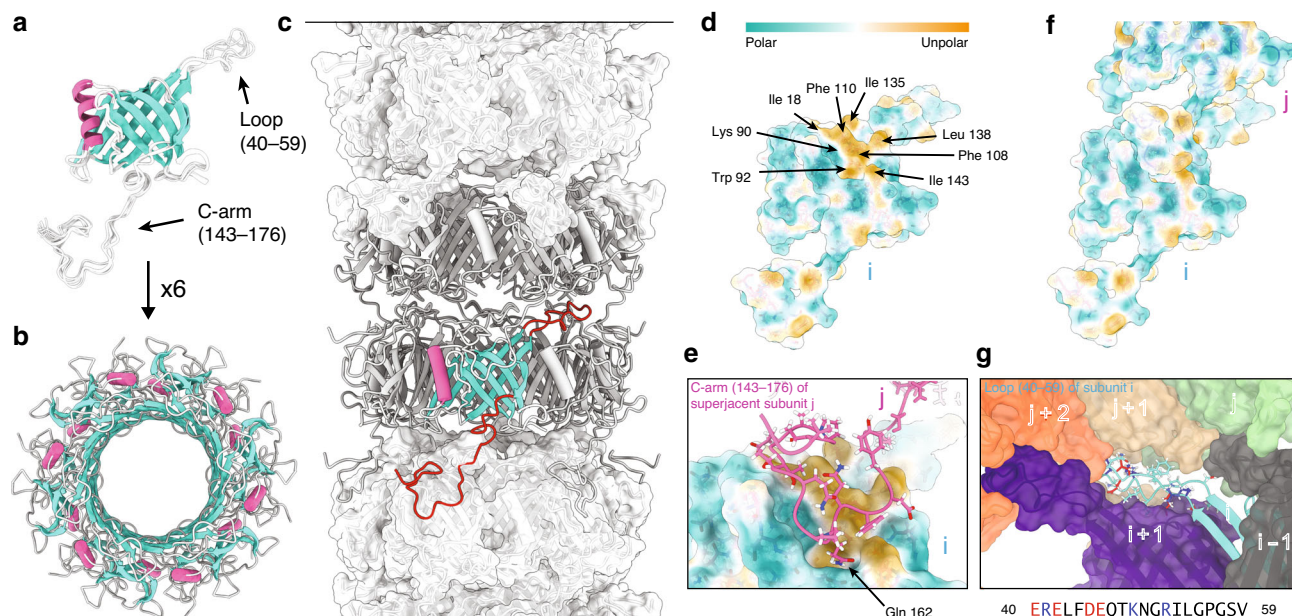 a
Loop
(40–59)
C-arm
(143–176)
x6
b
c
d
Polar
Unpolar
Phe 110
Ile 135
Ile 18
Lys 90
Leu 138
Phe 108
Trp 92
Ile 143
i
f
j
i
e
C-arm (143–176) of
superjacent subunit j
j
i
Gln 162
g
Loop (40–59) of subunit i
j + 2
j + 1
j
i
i + 1
i – 1
40 ERELFDEOTKNGRILGPGSV 59